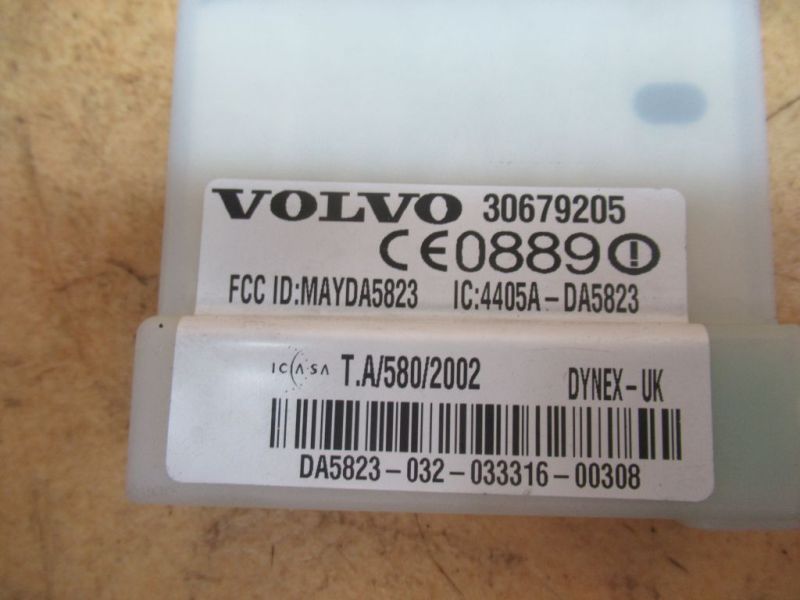 VOLVO 30679205
CE0889
FCC ID:MAYDA5823 IC:4405A-DA5823
ICASA T.A/580/2002 DYNEX-UK
DA5823-032-033316-00308